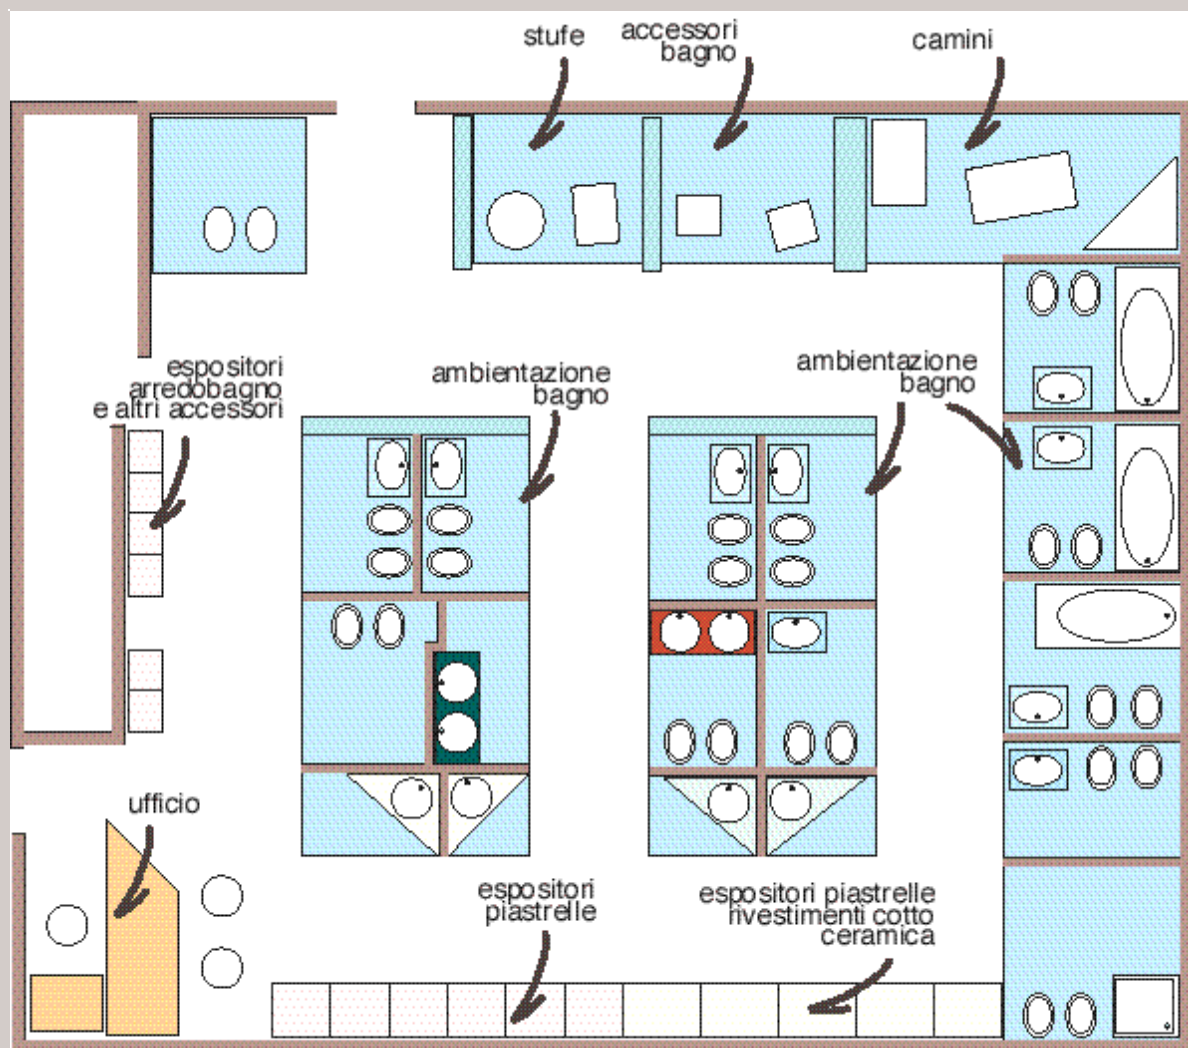 stufe
accessori
bagno
camini
espositori
arredobagno
e altri accessori
ambientazione
bagno
ambientazione
bagno
ufficio
espositori
piastrelle
espositori piastrelle
rivestimenti cotto
ceramica